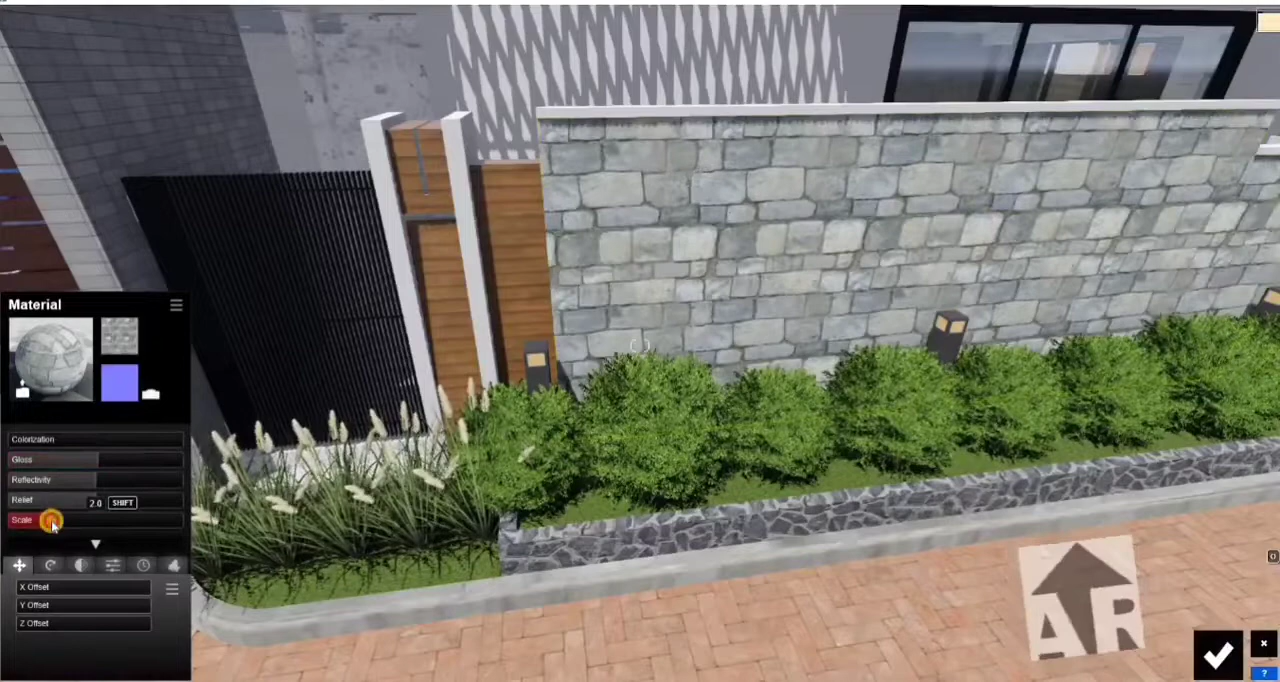 Material
Colorization
Gloss
Reflectivity
Relief 2.0 SHIFT
Scale
X Offset
Y Offset
Z Offset
AR
?